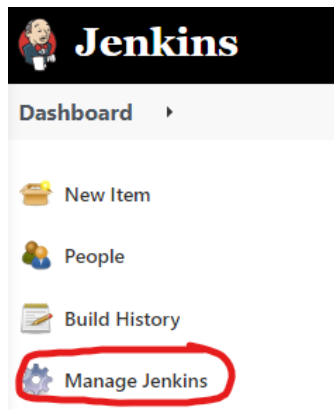 Jenkins
Dashboard
New Item
People
Build History
Manage Jenkins